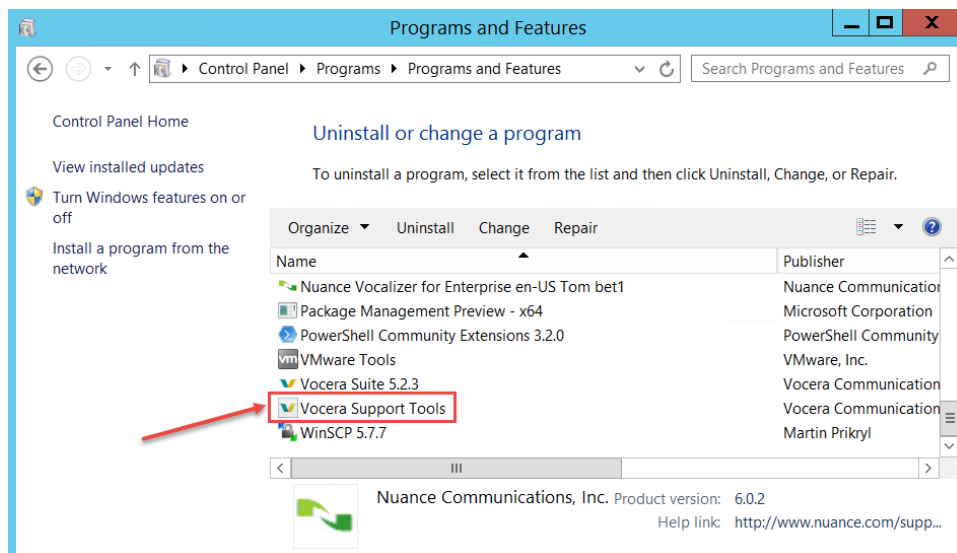 Programs and Features
Control Panel Programs Programs and Features
Search Programs and Features
Control Panel Home
View installed updates
Turn Windows features on or
off
Install a program from the
network
Uninstall or change a program
To uninstall a program, select it from the list and then click Uninstall, Change, or Repair.
Organize Uninstall Change Repair
Name Publisher
Nuance Vocalizer for Enterprise en-US Tom bet1 Nuance Communication
Package Management Preview - x64 Microsoft Corporation
PowerShell Community Extensions 3.2.0 PowerShell Community
vm VMware Tools VMware, Inc.
Vocera Suite 5.2.3 Vocera Communication
Vocera Support Tools Vocera Communication
WinSCP 5.7.7 Martin Prikryl
Nuance Communications, Inc. Product version: 6.0.2
Help link: http://www.nuance.com/supp...